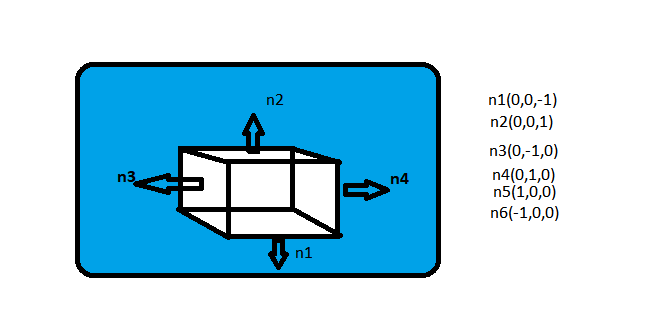 n2
n3
n4
n1
n1(0,0,-1)
n2(0,0,1)
n3(0,-1,0)
n4(0,1,0)
n5(1,0,0)
n6(-1,0,0)